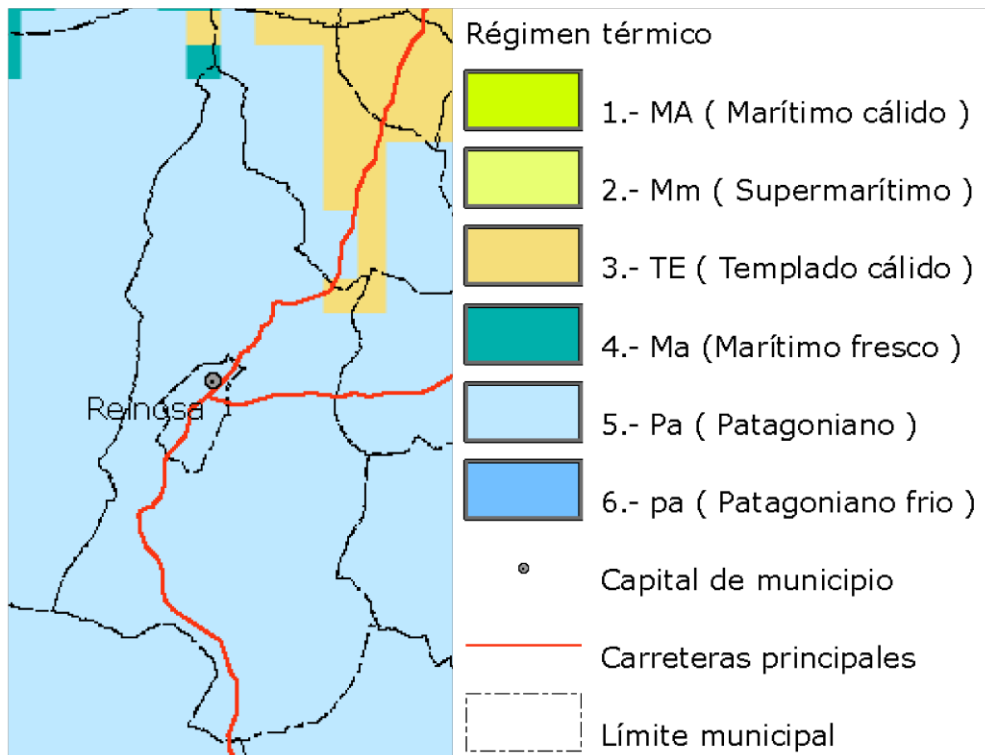 Régimen térmico
1.- MA ( Marítimo cálido )
2.- Mm ( Supermarítimo )
3.- TE ( Templado cálido )
4.- Ma (Marítimo fresco )
5.- Pa ( Patagoniano )
6.- pa ( Patagoniano frio )
Capital de municipio
Carreteras principales
Límite municipal
Reinosa